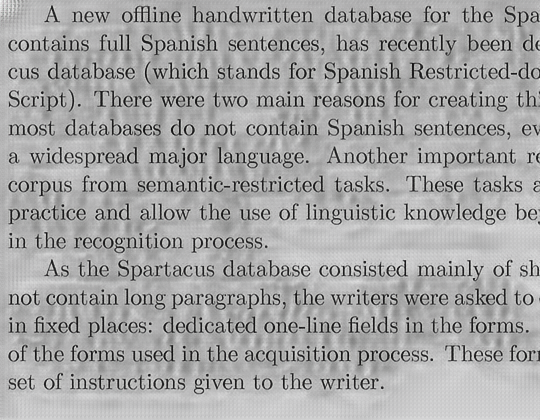 A new offline handwritten database for the Spa
contains full Spanish sentences, has recently been de
cus database (which stands for Spanish Restricted-do
Script). There were two main reasons for creating thi
most databases do not contain Spanish sentences, ev
a widespread major language. Another important re
corpus from semantic-restricted tasks. These tasks a
practice and allow the use of linguistic knowledge bey
in the recognition process.
As the Spartacus database consisted mainly of sh
not contain long paragraphs, the writers were asked to
in fixed places: dedicated one-line fields in the forms.
of the forms used in the acquisition process. These for
set of instructions given to the writer.